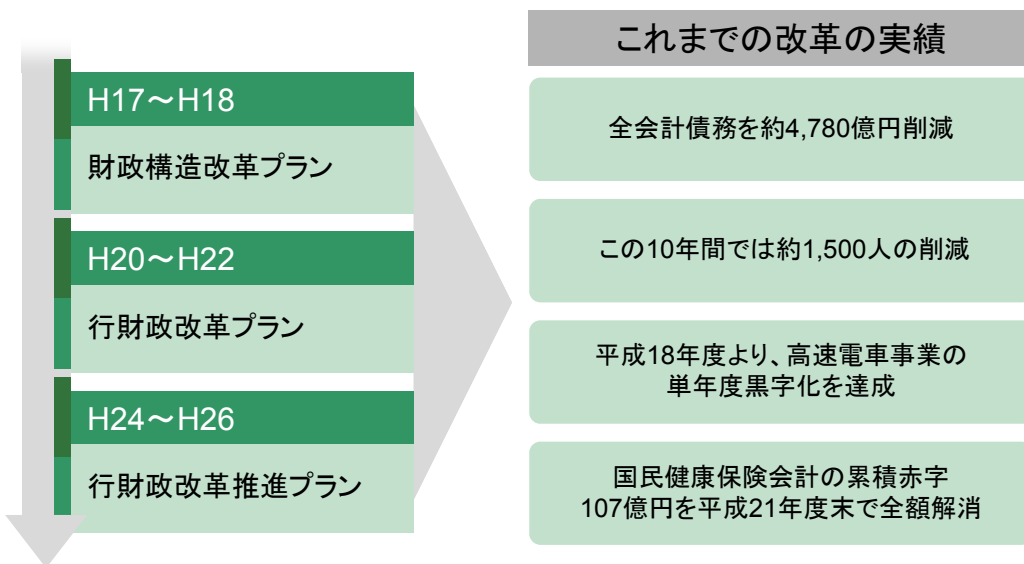 これまでの改革の実績
H17～H18
財政構造改革プラン
H20～H22
行財政改革プラン
H24～H26
行財政改革推進プラン
全会計債務を約4,780億円削減
この10年間では約1,500人の削減
平成18年度より、高速電車事業の
単年度黒字化を達成
国民健康保険会計の累積赤字
107億円を平成21年度末で全額解消